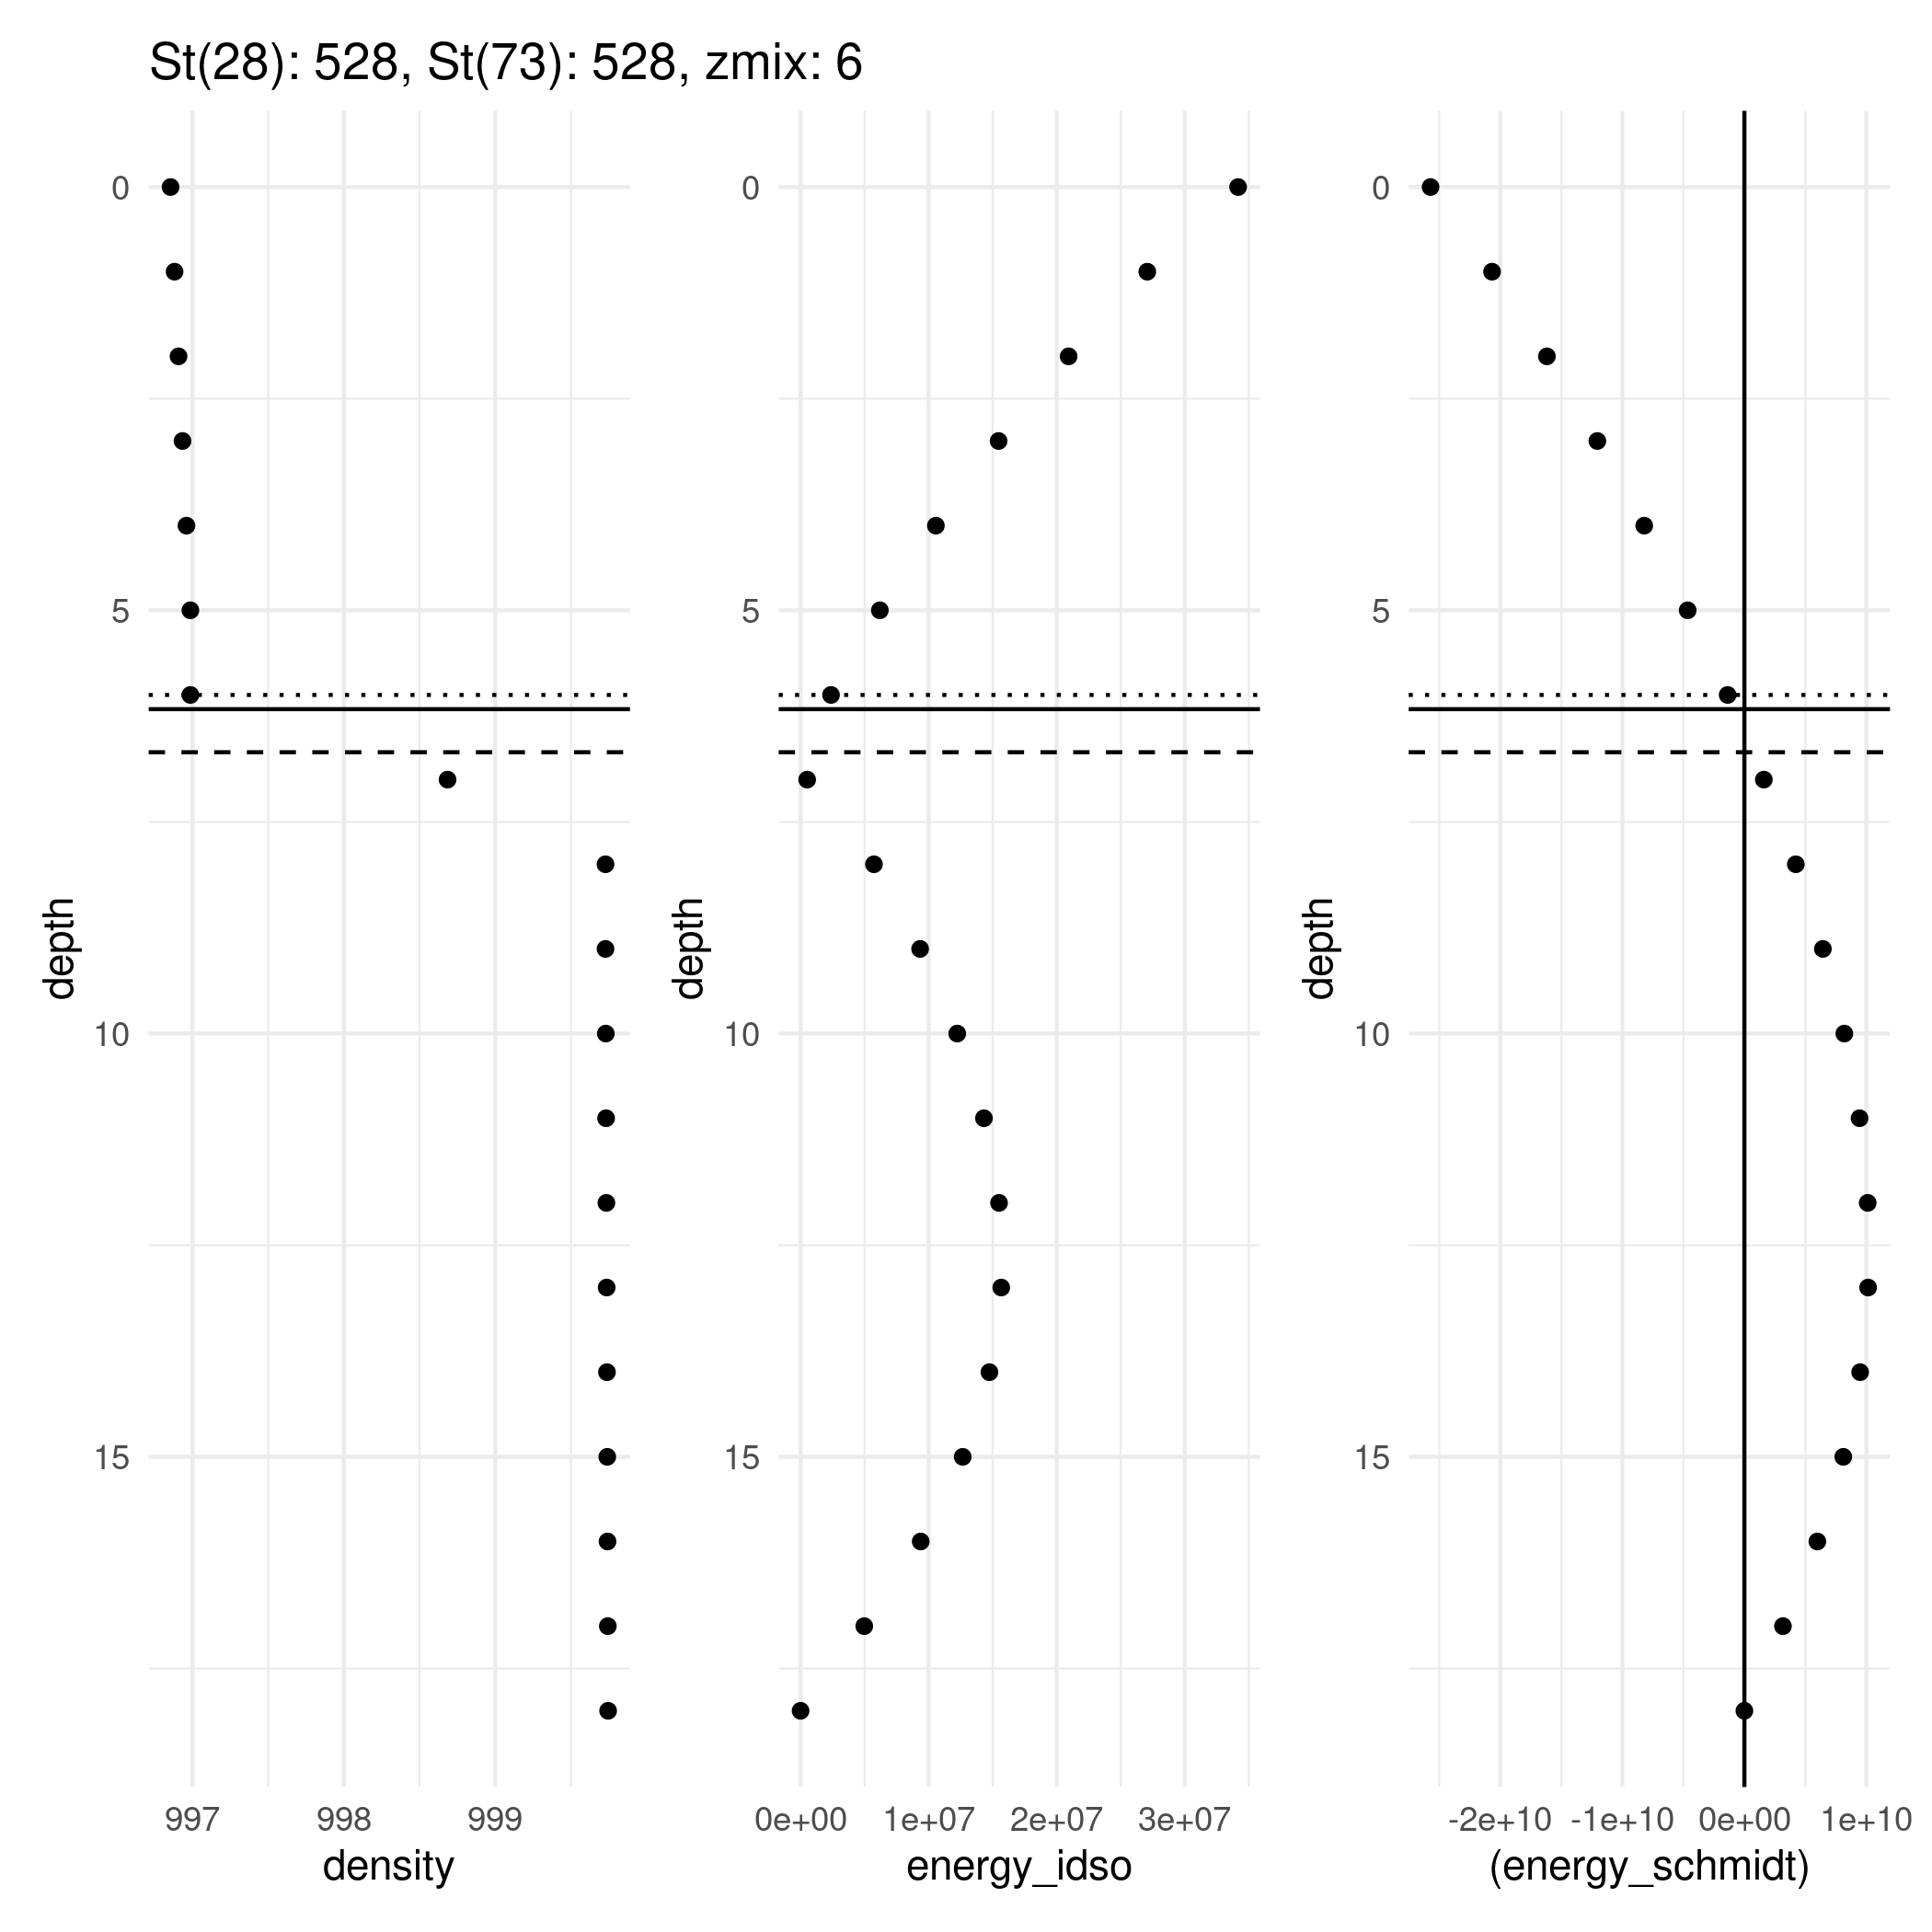 St(28): 528, St(73): 528, zmix: 6
0
5
10
15
depth
997 998 999
density
0
5
10
15
depth
0e+00 1e+07 2e+07 3e+07
energy_idso
0
5
10
15
depth
-2e+10 -1e+10 0e+00 1e+10
(energy_schmidt)